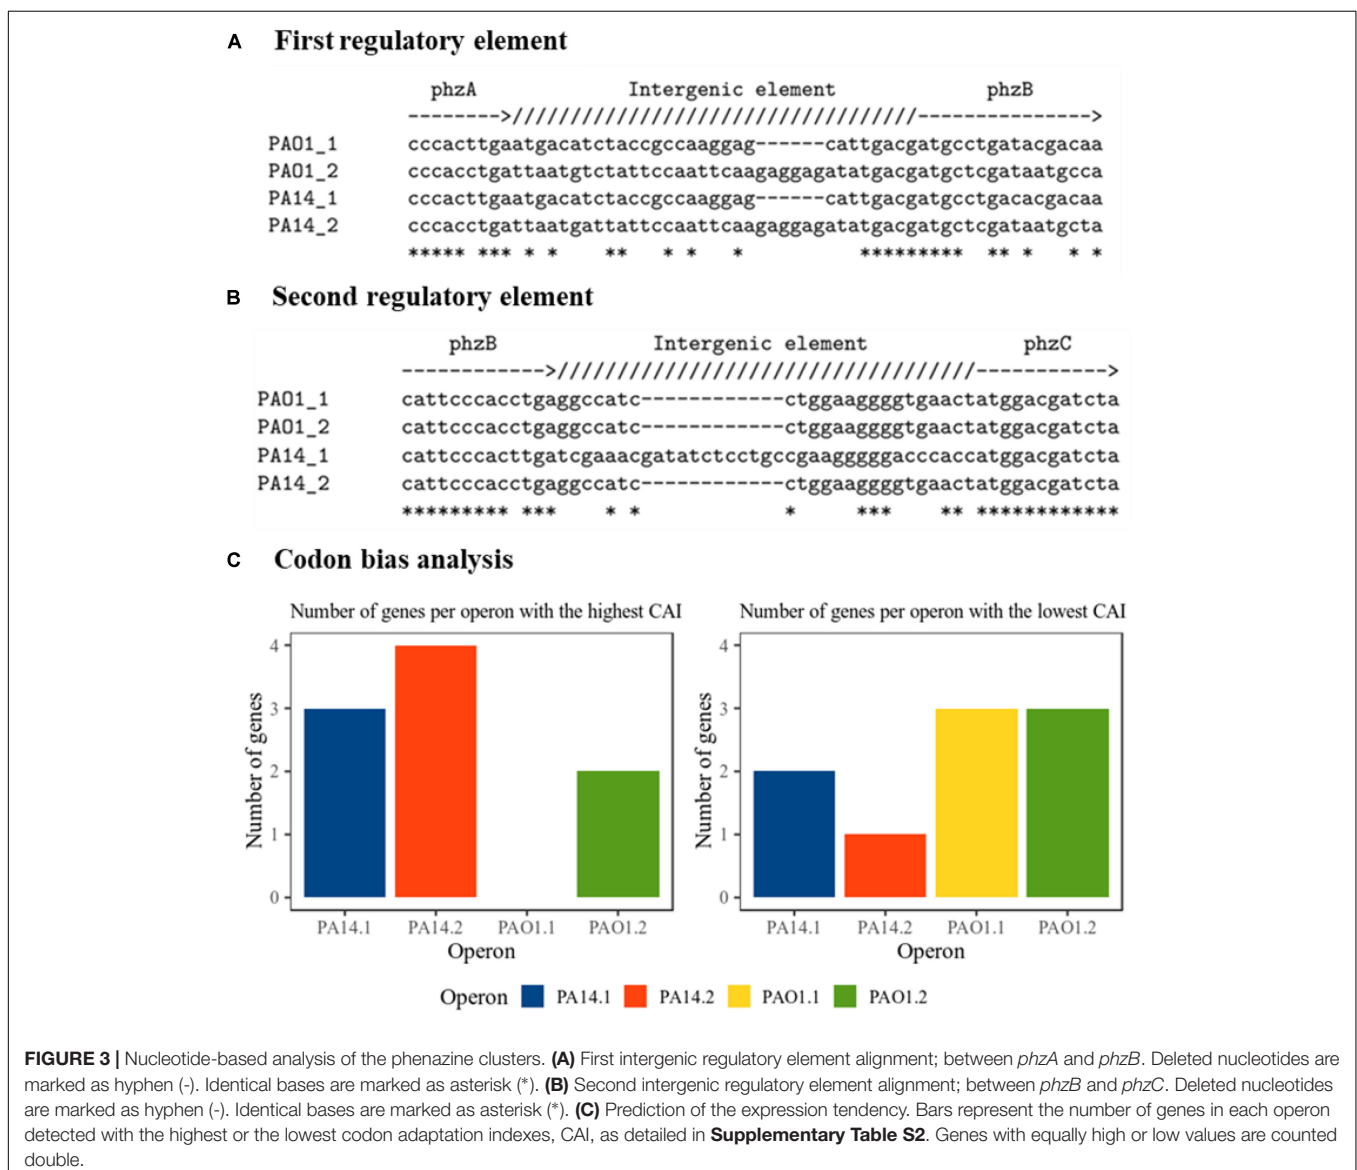 A First regulatory element
phzA Intergenic element phzB
-------->///////////////////////////////////--------------->
PAO1_1 cccacttgaatgacatctaccgccaaggag------cattgacgatgcctgatacgacaa
PAO1_2 cccacctgattaatgtctattccaattcaagaggagatatgacgatgctcgataatgcca
PA14_1 cccacttgaatgacatctaccgccaaggag------cattgacgatgcctgacacgacaa
PA14_2 cccacctgattaatgattattccaattcaagaggagatatgacgatgctcgataatgcta
***** *** * * ** * * * ********* ** * * *
B Second regulatory element
phzB Intergenic element phzC
------------>///////////////////////////////////----------->
PAO1_1 cattcccacctgaggccatc------------ctggaaggggtgaactatggacgatcta
PAO1_2 cattcccacctgaggccatc------------ctggaaggggtgaactatggacgatcta
PA14_1 cattcccacttgatcgaaacgatatctcctgccgaagggggacccaccatggacgatcta
PA14_2 cattcccacctgaggccatc------------ctggaaggggtgaactatggacgatcta
********* *** * * * *** ** ************
C Codon bias analysis
Number of genes per operon with the highest CAI
Number of genes
4
3
2
1
0
PA14.1 PA14.2 PAO1.1 PAO1.2
Operon
Number of genes per operon with the lowest CAI
Number of genes
4
3
2
1
0
PA14.1 PA14.2 PAO1.1 PAO1.2
Operon
Operon PA14.1 PA14.2 PAO1.1 PAO1.2
FIGURE 3 | Nucleotide-based analysis of the phenazine clusters. (A) First intergenic regulatory element alignment; between phzA and phzB. Deleted nucleotides are
marked as hyphen (-). Identical bases are marked as asterisk (*). (B) Second intergenic regulatory element alignment; between phzB and phzC. Deleted nucleotides
are marked as hyphen (-). Identical bases are marked as asterisk (*). (C) Prediction of the expression tendency. Bars represent the number of genes in each operon
detected with the highest or the lowest codon adaptation indexes, CAI, as detailed in Supplementary Table S2. Genes with equally high or low values are counted
double.